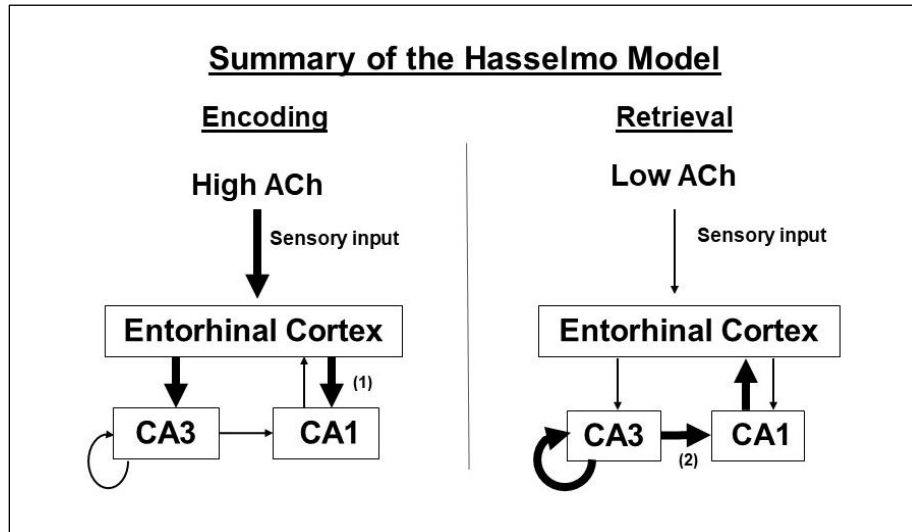 Summary of the Hasselmo Model
Encoding
High ACh
Sensory input
Entorhinal Cortex
(1)
CA3
CA1
Retrieval
Low ACh
Sensory input
Entorhinal Cortex
CA3
(2)
CA1